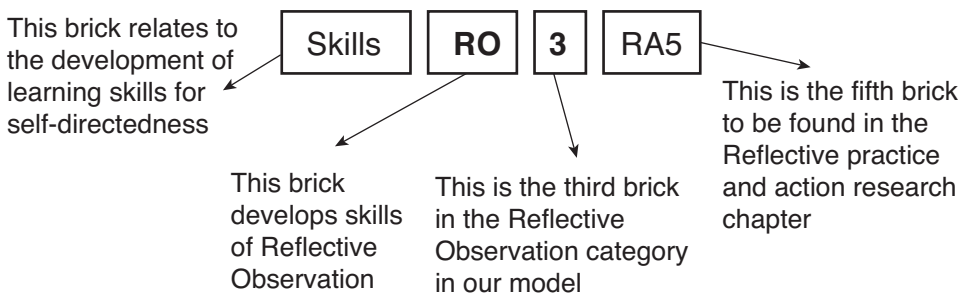 This brick relates to
the development of
learning skills for
self-directedness
Skills RO 3 RA5
This brick
develops skills
of Reflective
Observation
This is the third brick
in the Reflective
Observation category
in our model
This is the fifth brick
to be found in the
Reflective practice
and action research
chapter